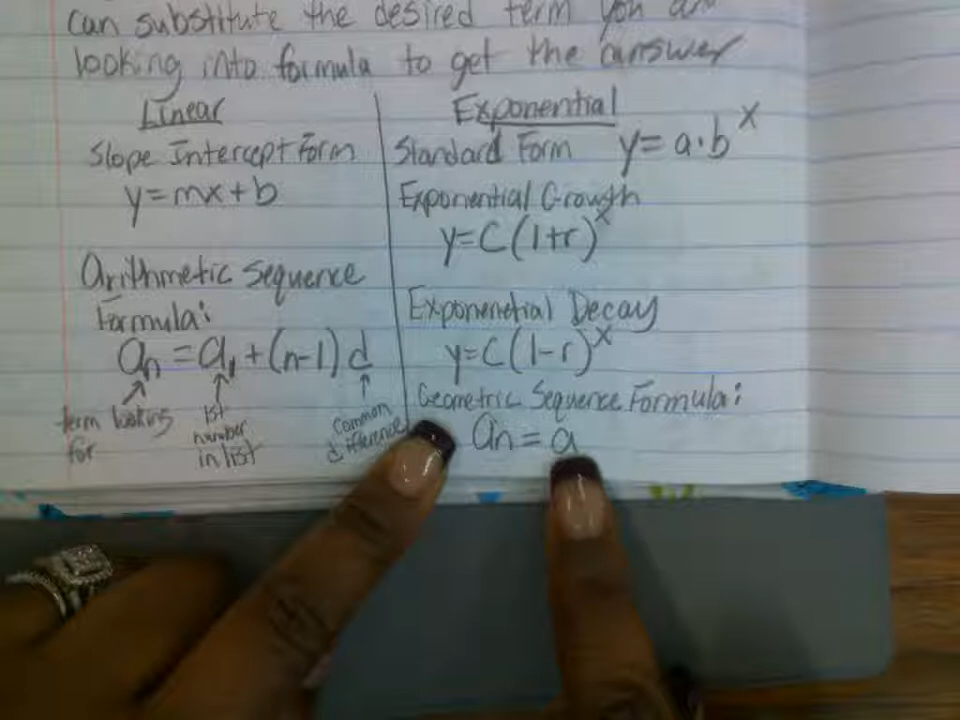 can substitute the desired term you are
looking into formula to get the answer
Linear
Slope Intercept Form
y=mx+b
Arithmetic Sequence
Formula:
an = a1 + (n-1) d
term looking for
1st number in list
common difference
Exponential
Standard Form y= a·b^x
Exponential Growth
y=C(1+r)^x
Exponenetial Decay
y=C(1-r)^x
Geometric Sequence Formula:
an = a